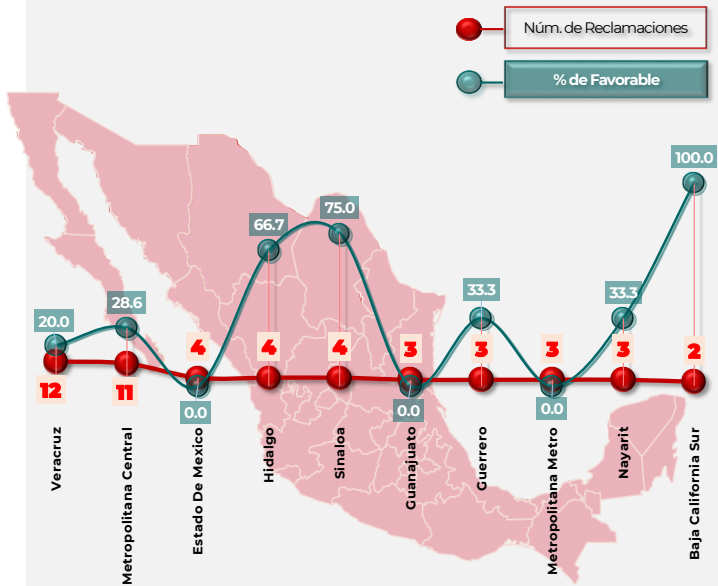 Núm. de Reclamaciones
% de Favorable
100.0
75.0
66.7
33.3
33.3
28.6
20.0
4
4
4
3
3
3
3
2
12
11
0.0
0.0
0.0
Veracruz
Metropolitana Central
Estado De Mexico
Hidalgo
Sinaloa
Guanajuato
Guerrero
Metropolitana Metro
Nayarit
Baja California Sur